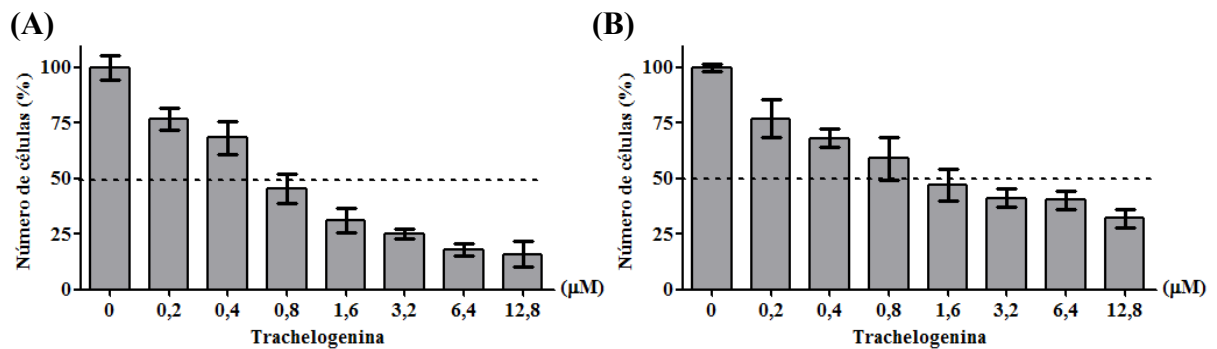 (A)
Número de células (%)
100
75
50
25
0
0 0,2 0,4 0,8 1,6 3,2 6,4 12,8
(µM)
Trachelogenina
(B)
Número de células (%)
100
75
50
25
0
0 0,2 0,4 0,8 1,6 3,2 6,4 12,8
(µM)
Trachelogenina